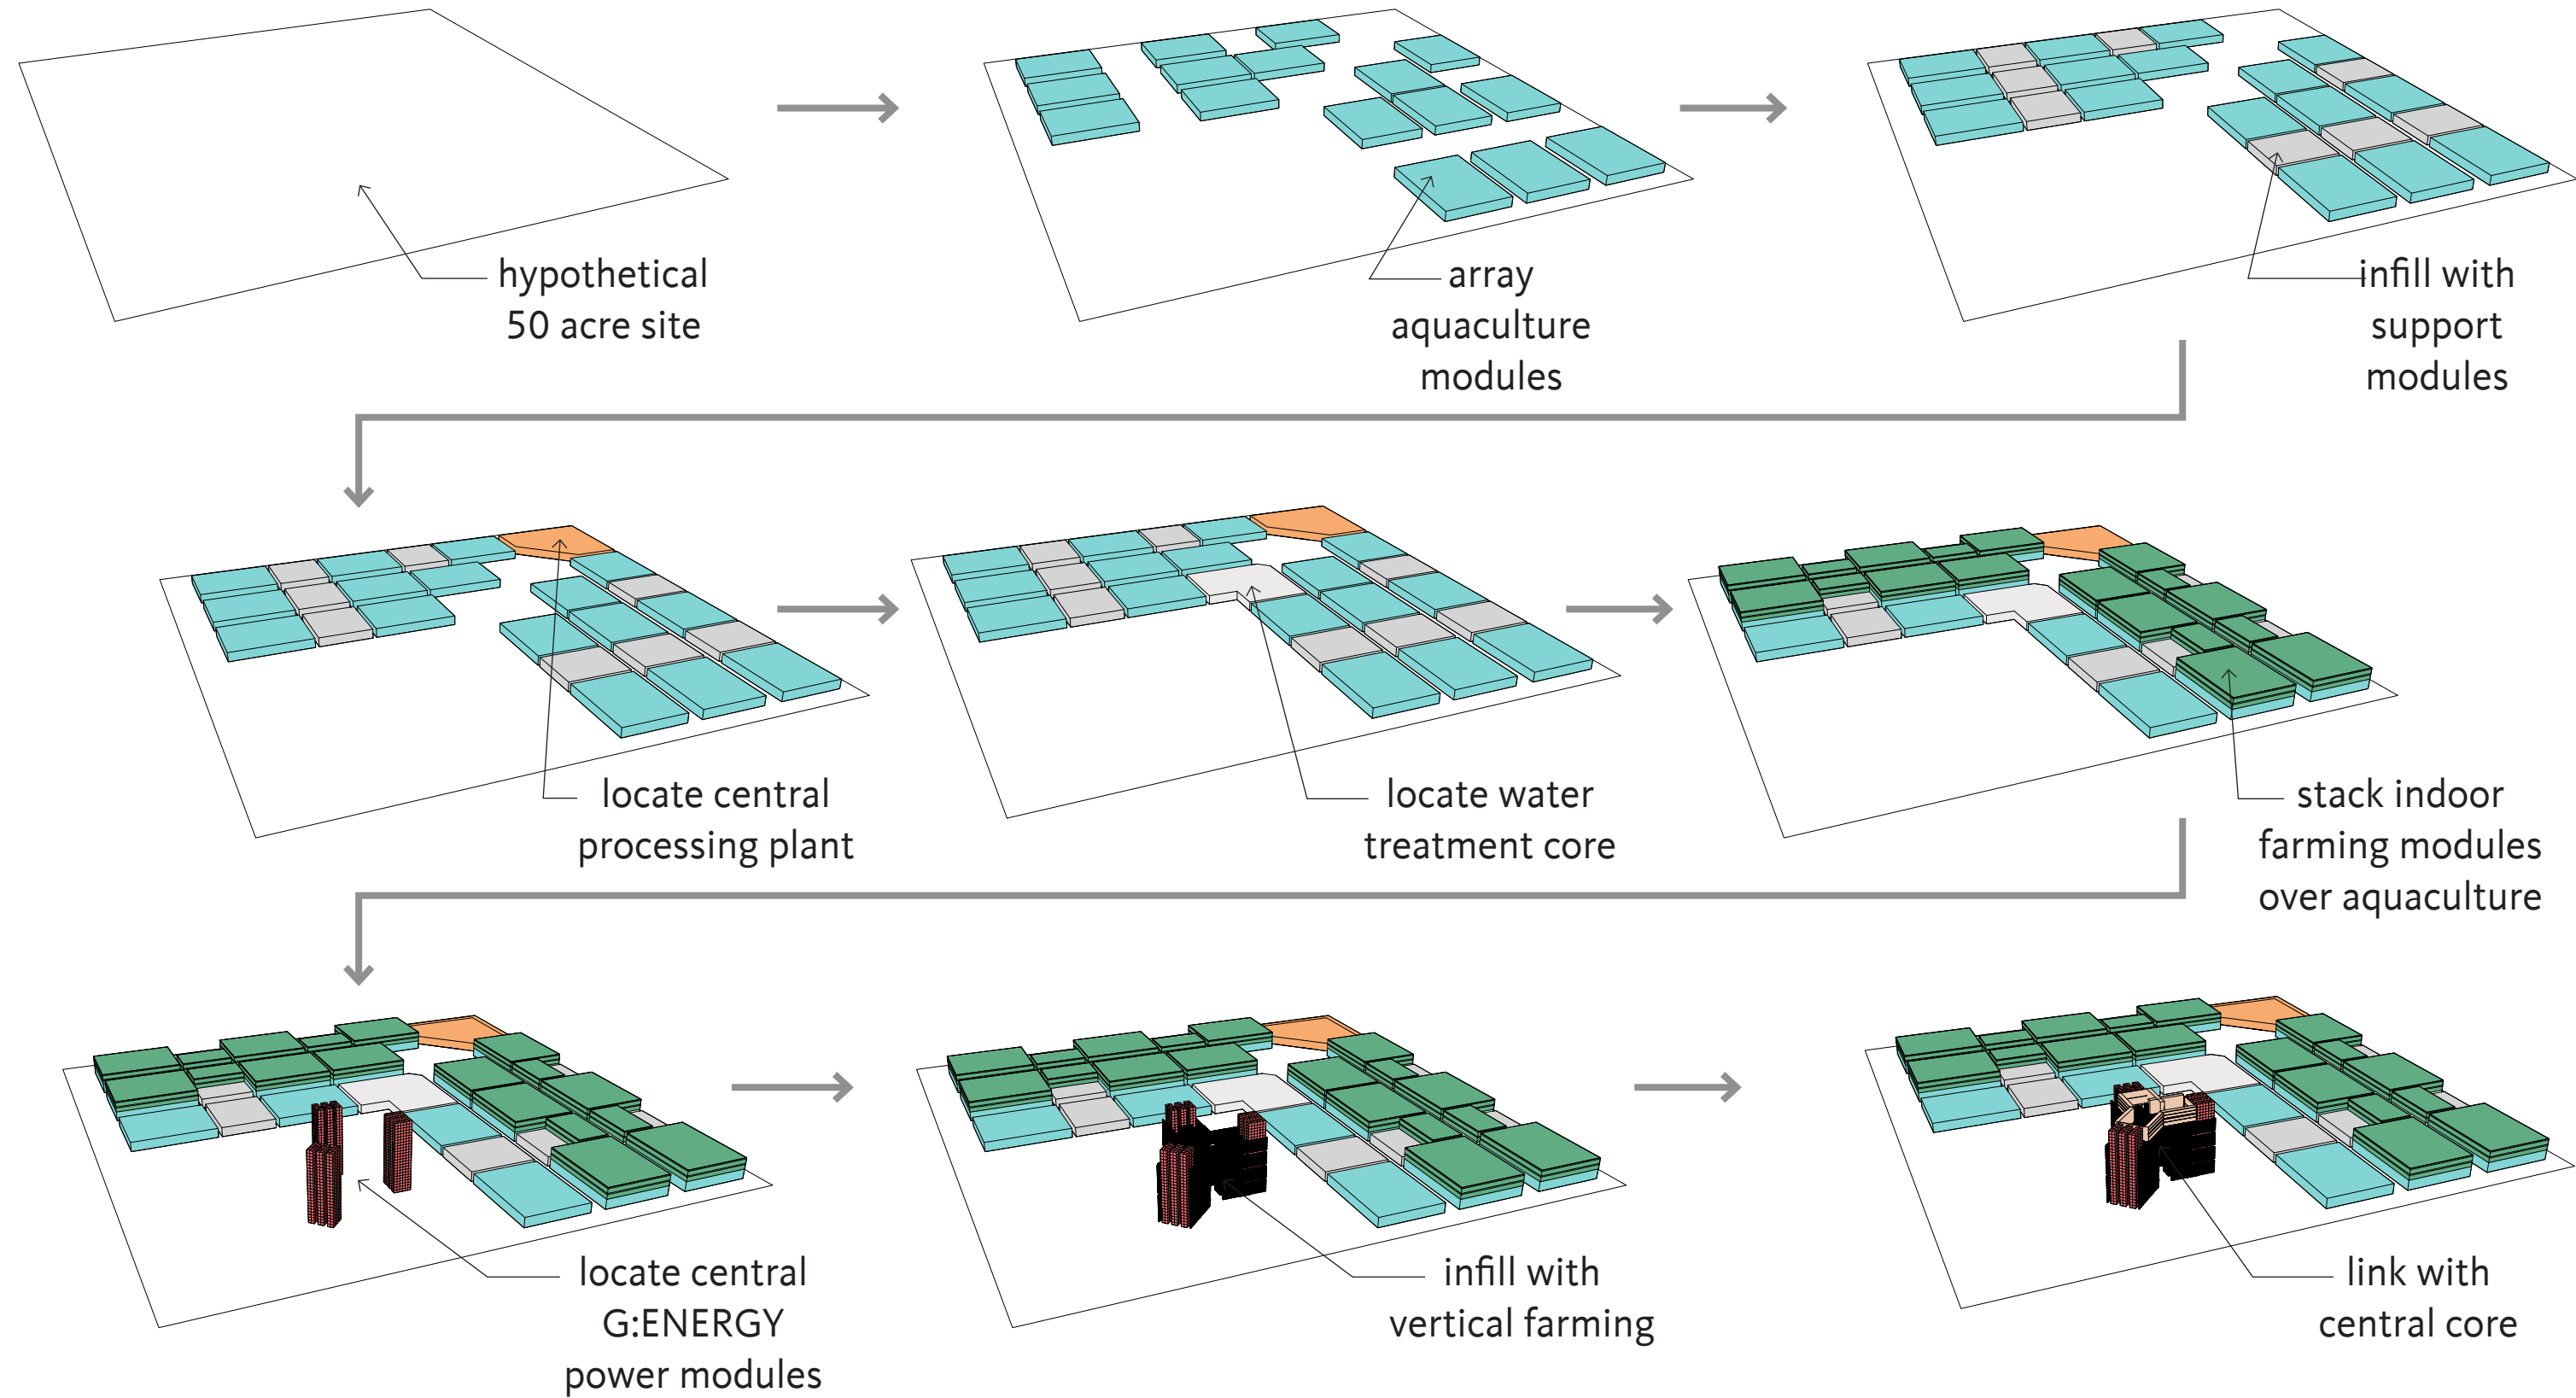 hypothetical
50 acre site
array
aquaculture
modules
infill with
support
modules
locate central
processing plant
locate water
treatment core
stack indoor
farming modules
over aquaculture
locate central
G:ENERGY
power modules
infill with
vertical farming
link with
central core